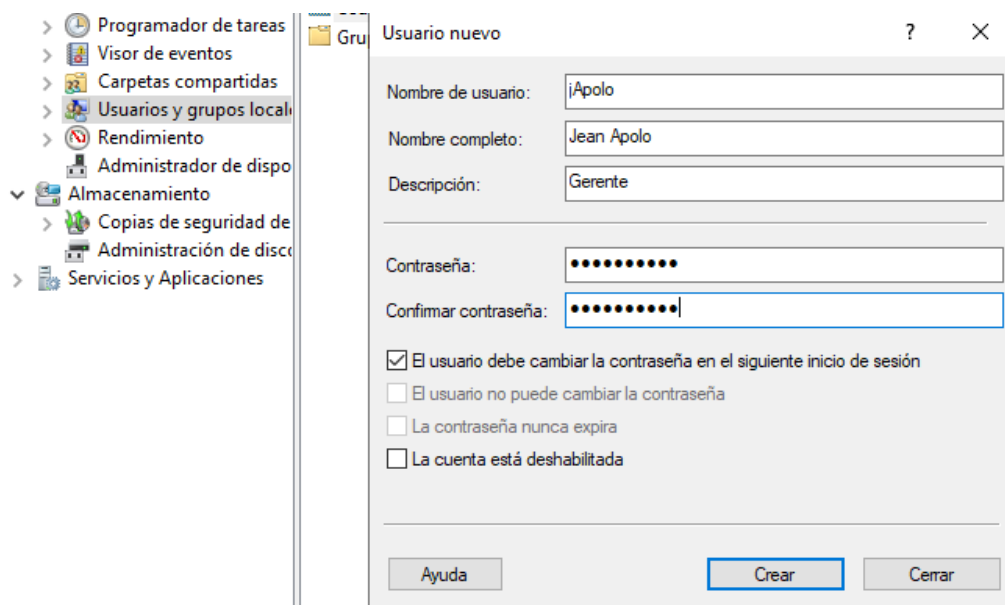 Programador de tareas
Visor de eventos
Carpetas compartidas
Usuarios y grupos locale
Rendimiento
Administrador de dispo
Almacenamiento
Copias de seguridad de
Administración de disco
Servicios y Aplicaciones
Gru
Usuario nuevo
?
Nombre de usuario:
jApolo
Nombre completo:
Jean Apolo
Descripción:
Gerente
Contraseña:
●●●●●●●●●●
Confirmar contraseña:
●●●●●●●●●●
El usuario debe cambiar la contraseña en el siguiente inicio de sesión
El usuario no puede cambiar la contraseña
La contraseña nunca expira
La cuenta está deshabilitada
Ayuda
Crear
Cerrar